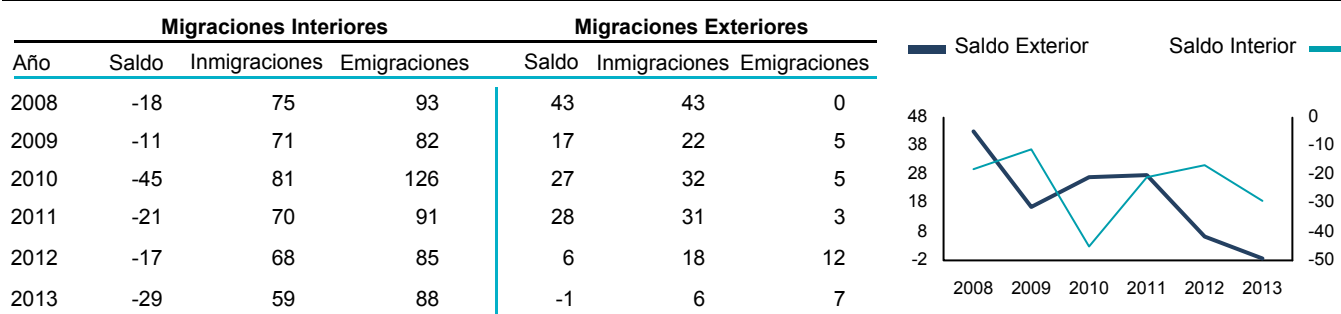 Migraciones Interiores Migraciones Exteriores
Año Saldo Inmigraciones Emigraciones Saldo Inmigraciones Emigraciones
2008 -18 75 93 43 43 0
2009 -11 71 82 17 22 5
2010 -45 81 126 27 32 5
2011 -21 70 91 28 31 3
2012 -17 68 85 6 18 12
2013 -29 59 88 -1 6 7
Saldo Exterior Saldo Interior
48 0
38 -10
28 -20
18 -30
8 -40
-2 -50
2008 2009 2010 2011 2012 2013